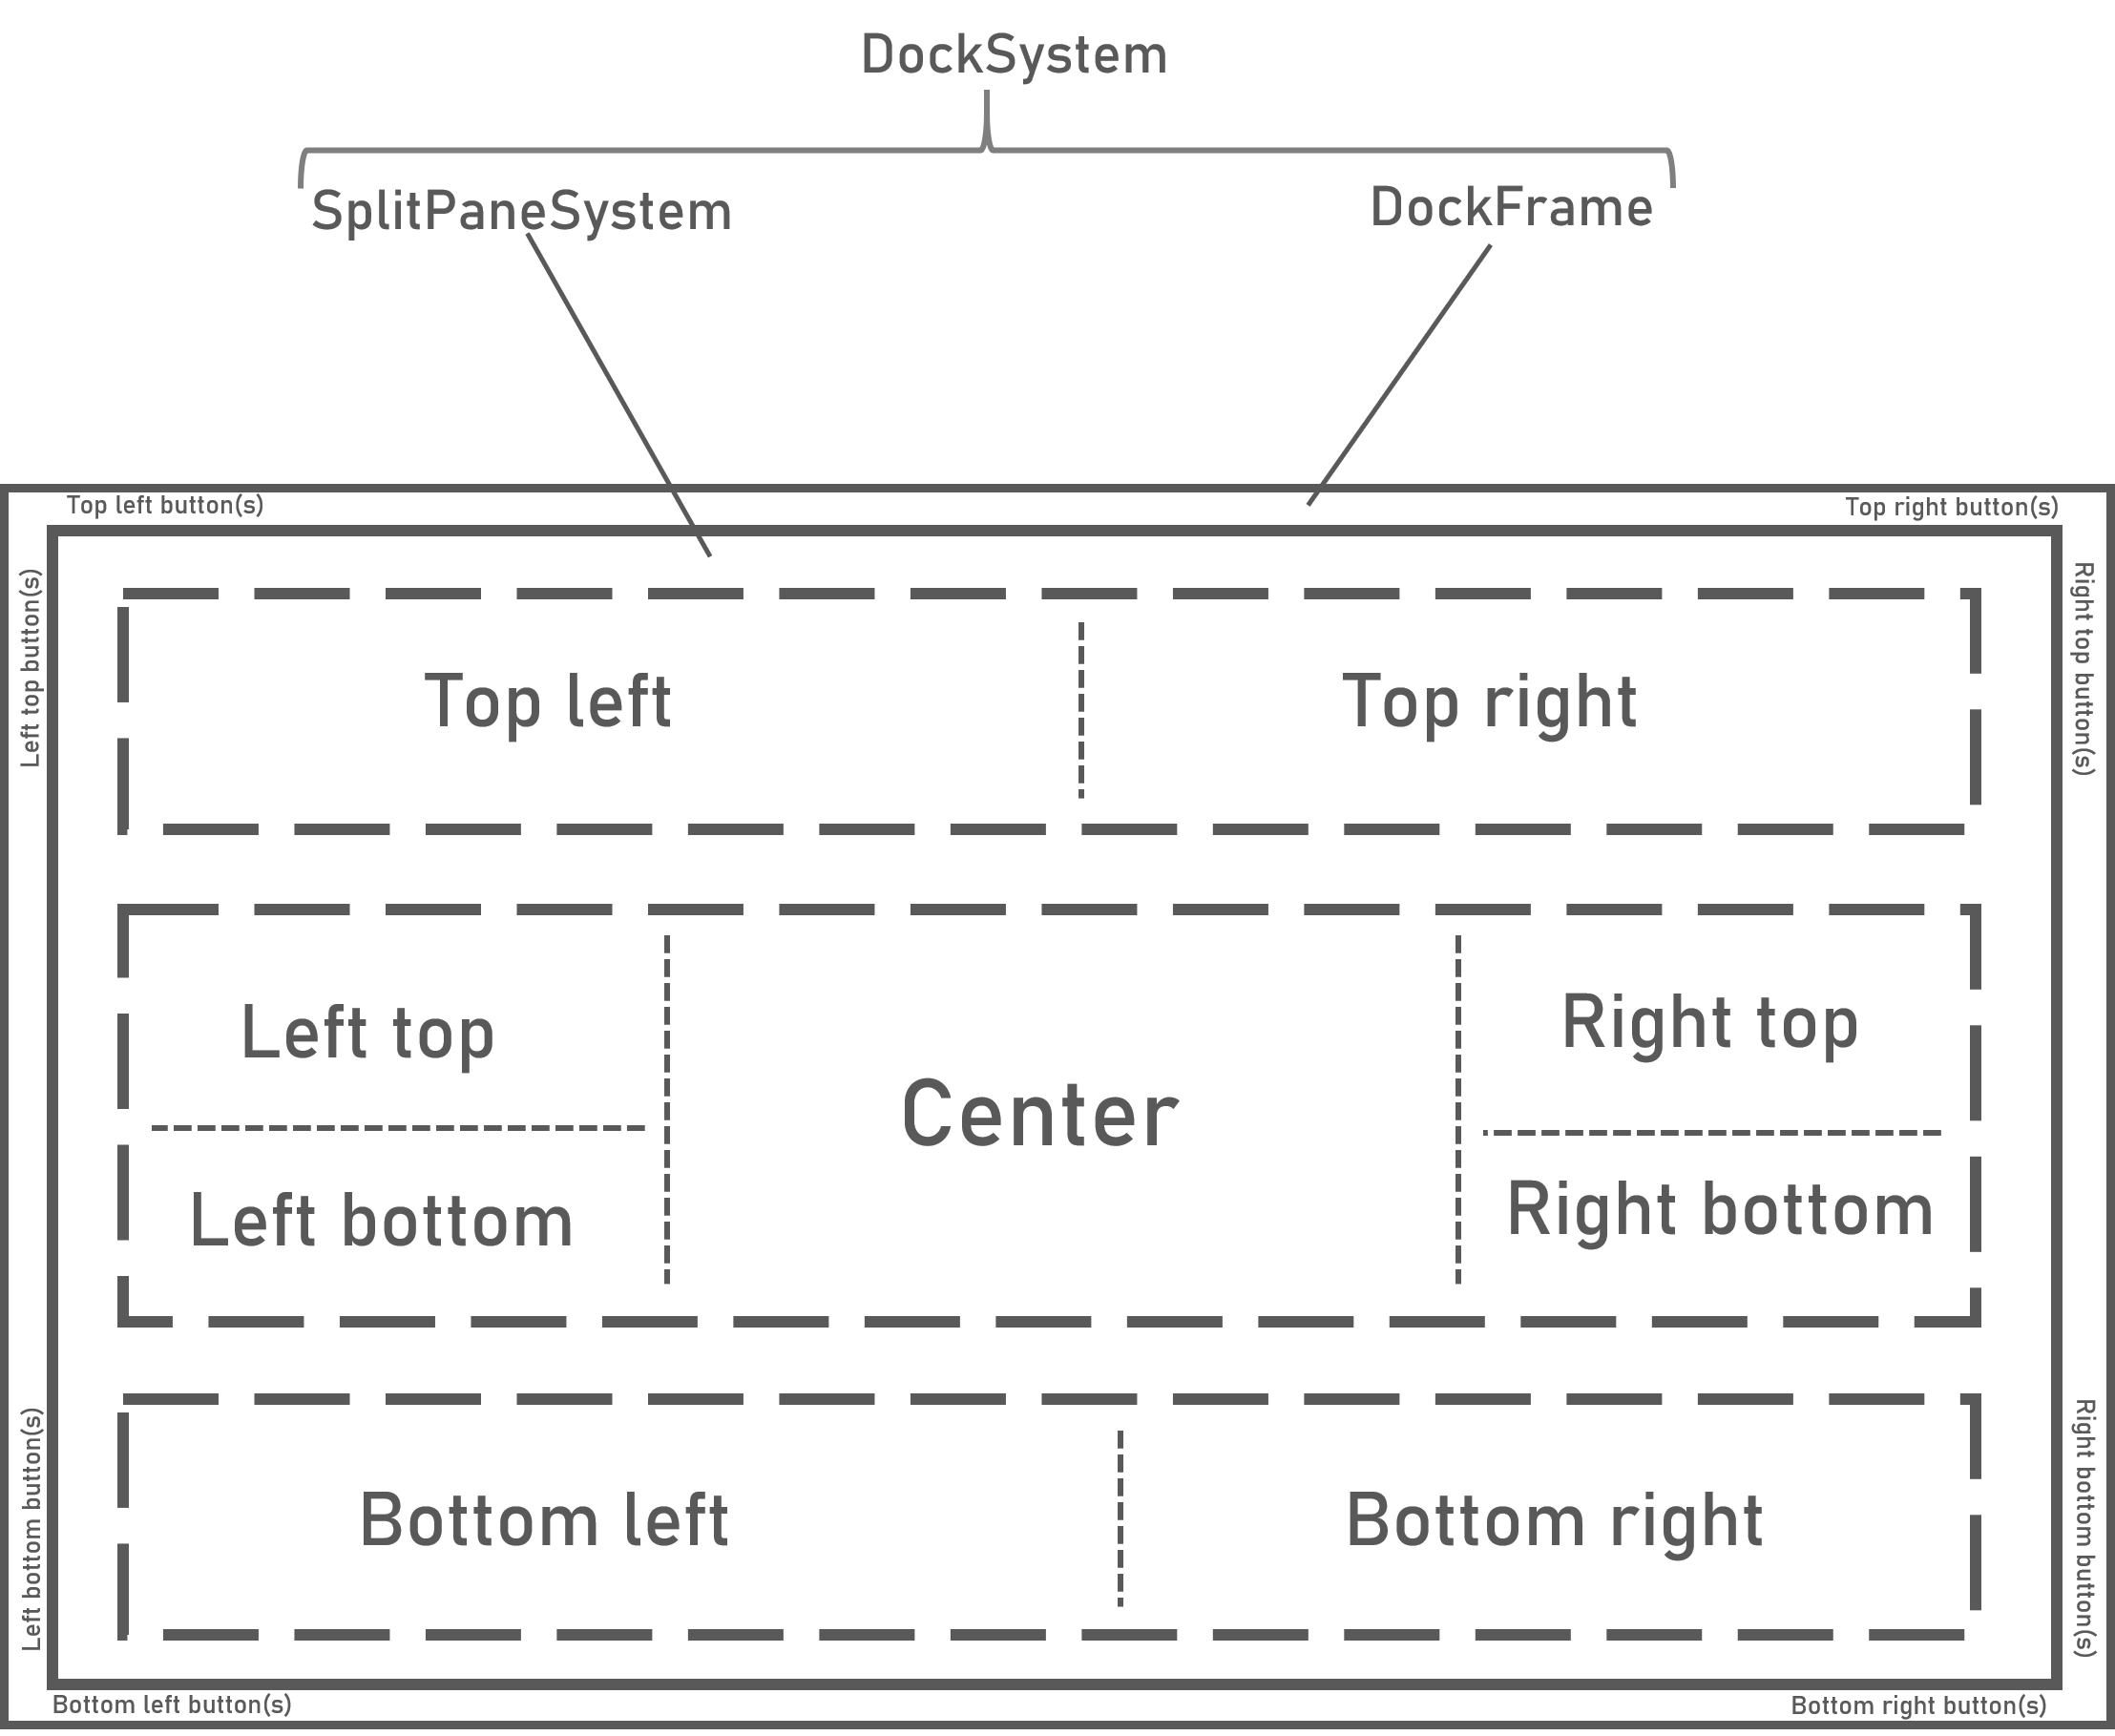 DockSystem
SplitPaneSystem
DockFrame
Top left button(s)
Top right button(s)
Left top button(s)
Right top button(s)
Top left
Top right
Left top
Right top
Center
Left bottom
Right bottom
Left bottom button(s)
Right bottom button(s)
Bottom left
Bottom right
Bottom left button(s)
Bottom right button(s)